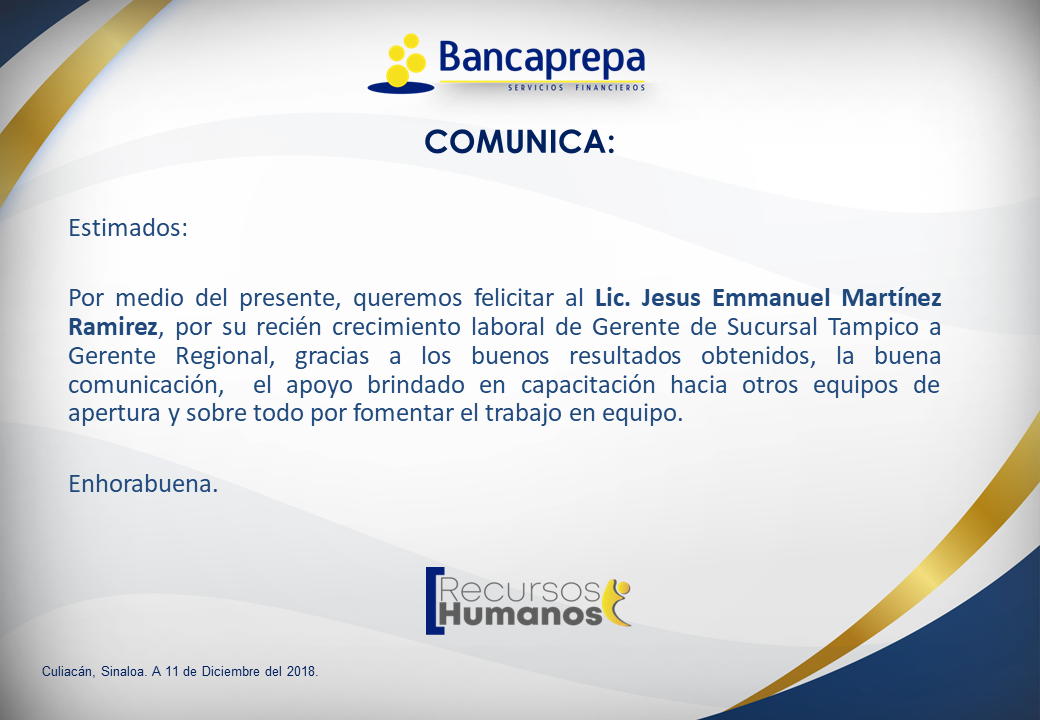 Bancaprepa
SERVICIOS FINANCIEROS
COMUNICA:
Estimados:
Por medio del presente, queremos felicitar al Lic. Jesus Emmanuel Martínez
Ramirez, por su recién crecimiento laboral de Gerente de Sucursal Tampico a
Gerente Regional, gracias a los buenos resultados obtenidos, la buena
comunicación, el apoyo brindado en capacitación hacia otros equipos de
apertura y sobre todo por fomentar el trabajo en equipo.
Enhorabuena.
Recursos
Humanos
Culiacán, Sinaloa. A 11 de Diciembre del 2018.